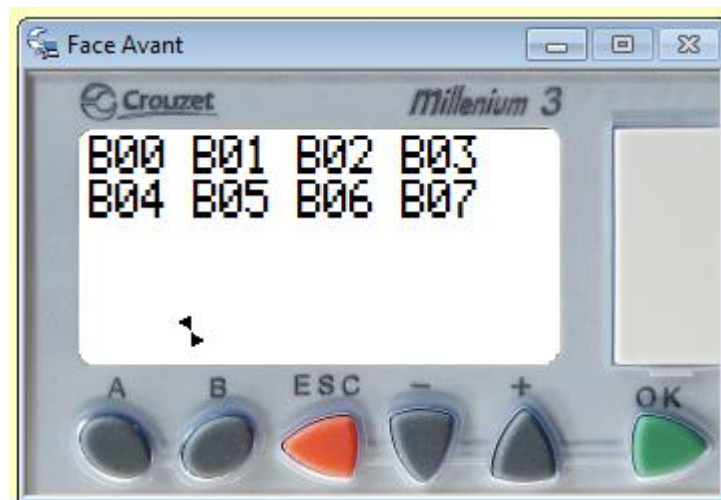 Face Avant
Crouzet Millenium 3
B00 B01 B02 B03
B04 B05 B06 B07
A B ESC - + OK